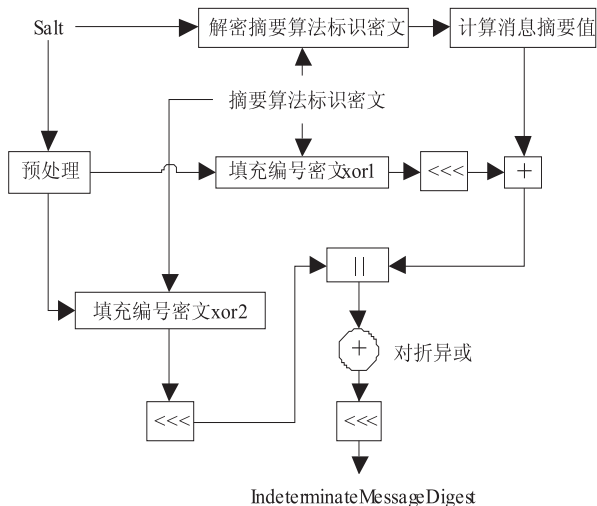 Salt
解密摘要算法标识密文
计算消息摘要值
摘要算法标识密文
预处理
填充编号密文xor1
<<<
+
||
填充编号密文xor2
+
对折异或
<<<
<<<
IndeterminateMessageDigest